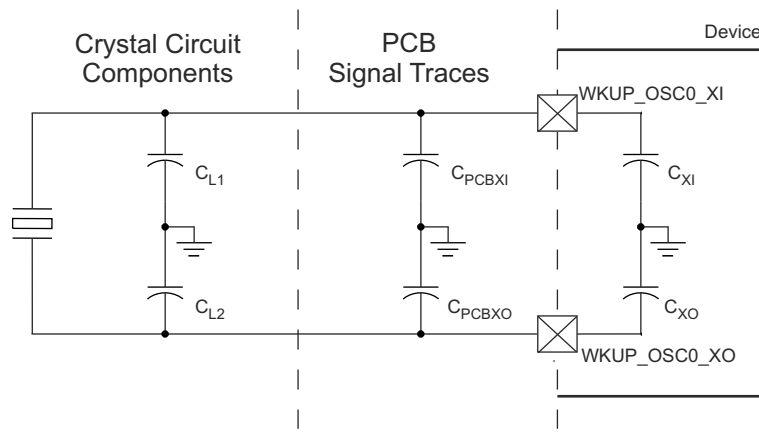 Crystal Circuit
Components
PCB
Signal Traces
Device
WKUP_OSC0_XI
CL1
CPCBXI
CXI
CL2
CPCBXO
CXO
WKUP_OSC0_XO